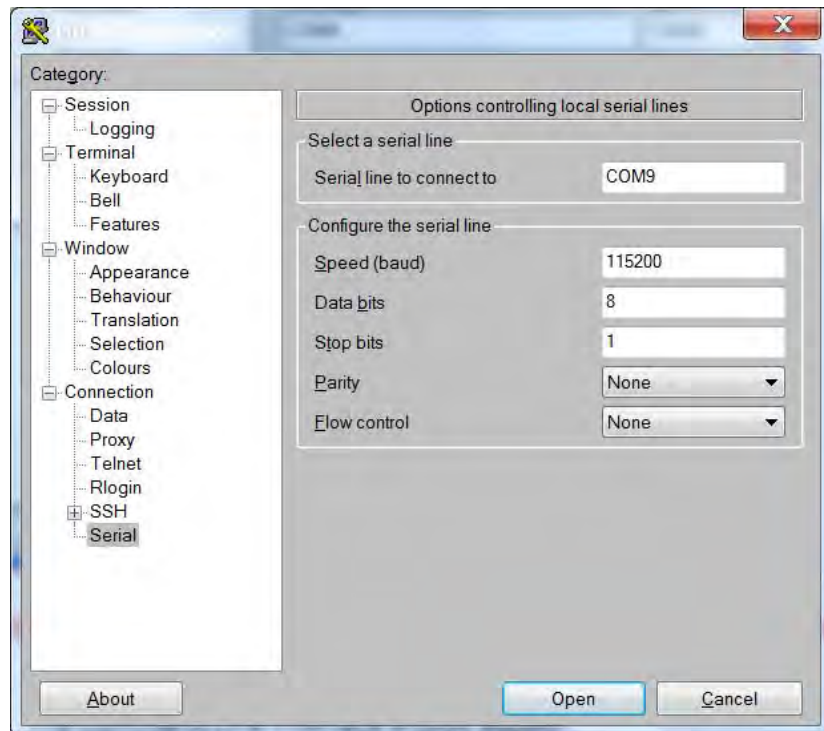 Category:
Session
Logging
Terminal
Keyboard
Bell
Features
Window
Appearance
Behaviour
Translation
Selection
Colours
Connection
Data
Proxy
Telnet
Rlogin
SSH
Serial
Options controlling local serial lines
Select a serial line
Serial line to connect to COM9
Configure the serial line
Speed (baud) 115200
Data bits 8
Stop bits 1
Parity None
Flow control None
About Open Cancel